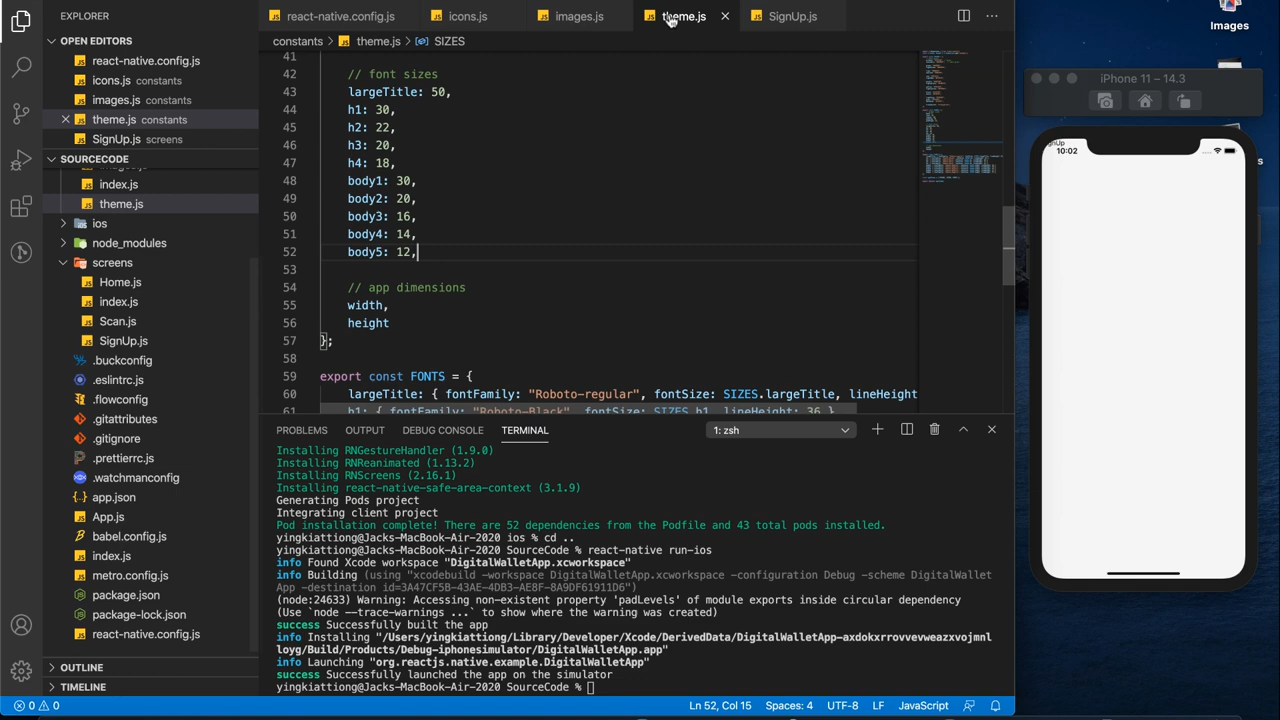 EXPLORER
OPEN EDITORS
react-native.config.js
icons.js constants
images.js constants
theme.js constants
SignUp.js screens
SOURCECODE
index.js
theme.js
ios
node_modules
screens
Home.js
index.js
Scan.js
SignUp.js
.buckconfig
.eslintrc.js
.flowconfig
.gitattributes
.gitignore
.prettierrc.js
.watchmanconfig
app.json
App.js
babel.config.js
index.js
metro.config.js
package.json
package-lock.json
react-native.config.js
OUTLINE
TIMELINE
react-native.config.js icons.js images.js theme.js SignUp.js
constants > theme.js > SIZES
41
42 // font sizes
43 largeTitle: 50,
44 h1: 30,
45 h2: 22,
46 h3: 20,
47 h4: 18,
48 body1: 30,
49 body2: 20,
50 body3: 16,
51 body4: 14,
52 body5: 12,
53
54 // app dimensions
55 width,
56 height
57 };
58
59 export const FONTS = {
60 largeTitle: { fontFamily: "Roboto-regular", fontSize: SIZES.largeTitle, lineHeight
61 h1: { fontFamily: "Roboto-Black", fontSize: SIZES.h1, lineHeight: 36 }
PROBLEMS OUTPUT DEBUG CONSOLE TERMINAL 1: zsh
Installing RNGestureHandler (1.9.0)
Installing RNReanimated (1.13.2)
Installing RNScreens (2.16.1)
Installing react-native-safe-area-context (3.1.9)
Generating Pods project
Integrating client project
Pod installation complete! There are 52 dependencies from the Podfile and 43 total pods installed.
yingkiattiong@Jacks-MacBook-Air-2020 ios % cd ..
yingkiattiong@Jacks-MacBook-Air-2020 SourceCode % react-native run-ios
info Found Xcode workspace "DigitalWalletApp.xcworkspace"
info Building (using "xcodebuild -workspace DigitalWalletApp.xcworkspace -configuration Debug -scheme DigitalWallet
App -destination id=3A47CF5B-43AE-4DB3-AE8F-8A9DF61911D6")
(node:24633) Warning: Accessing non-existent property 'padLevels' of module exports inside circular dependency
(Use `node --trace-warnings ...` to show where the warning was created)
success Successfully built the app
info Installing "/Users/yingkiattiong/Library/Developer/Xcode/DerivedData/DigitalWalletApp-axdokxrrovvevweazxvojmnl
loyg/Build/Products/Debug-iphonesimulator/DigitalWalletApp.app"
info Launching "org.reactjs.native.example.DigitalWalletApp"
success Successfully launched the app on the simulator
yingkiattiong@Jacks-MacBook-Air-2020 SourceCode %
0 0 Ln 52, Col 15 Spaces: 4 UTF-8 LF JavaScript
Images
iPhone 11 – 14.3
10:02